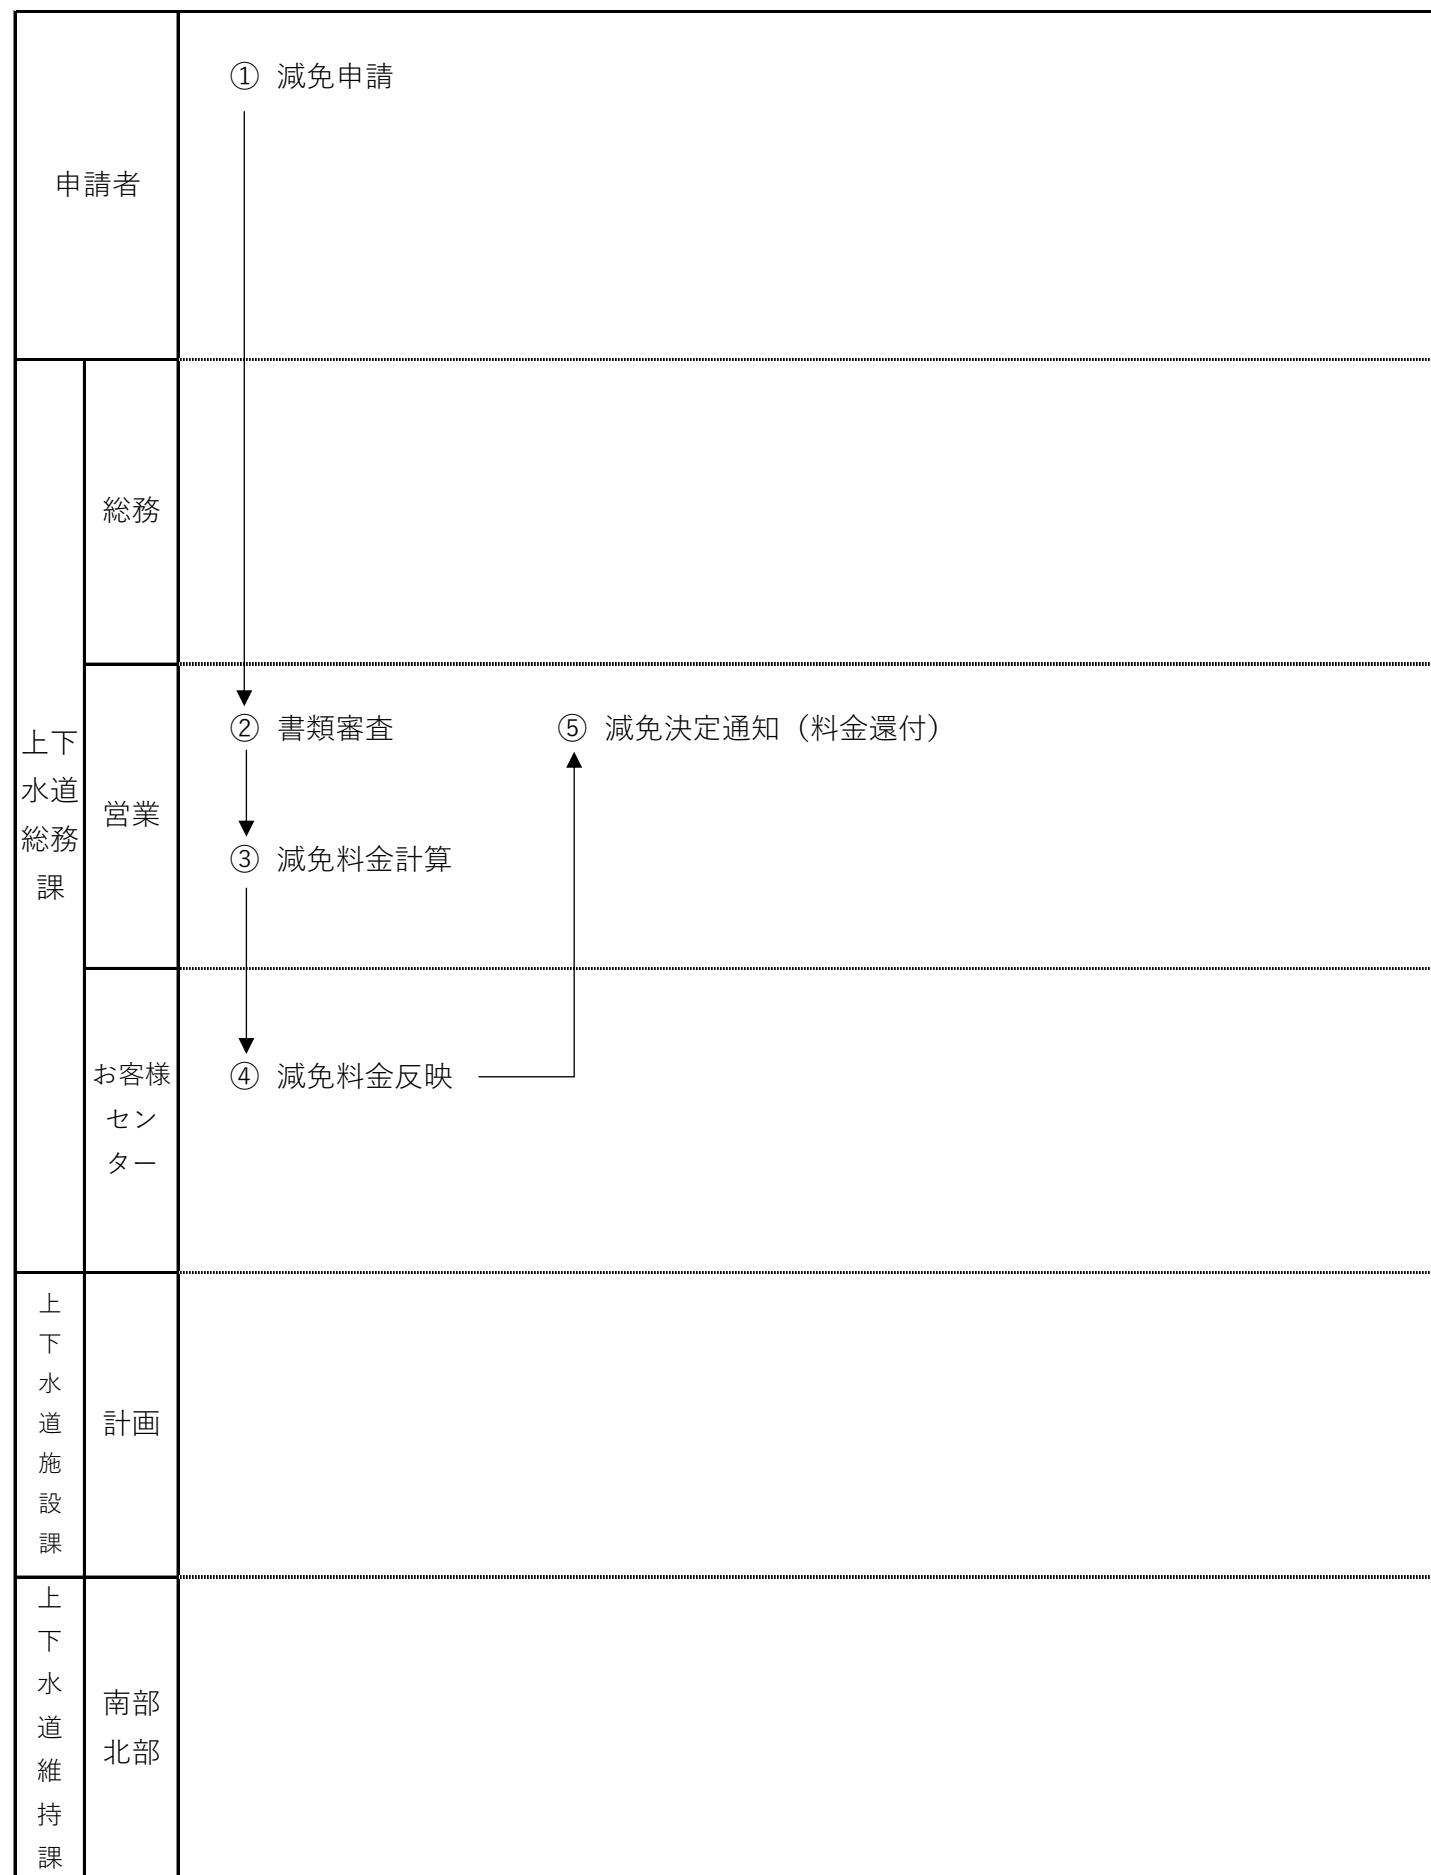 ① 減免申請
申請者
総務
② 書類審査
⑤ 減免決定通知（料金還付）
上下
水道
総務
課
営業
③ 減免料金計算
お客様
セン
ター
④ 減免料金反映
上
下
水
道
施
設
課
計画
上
下
水
道
維
持
課
南部
北部